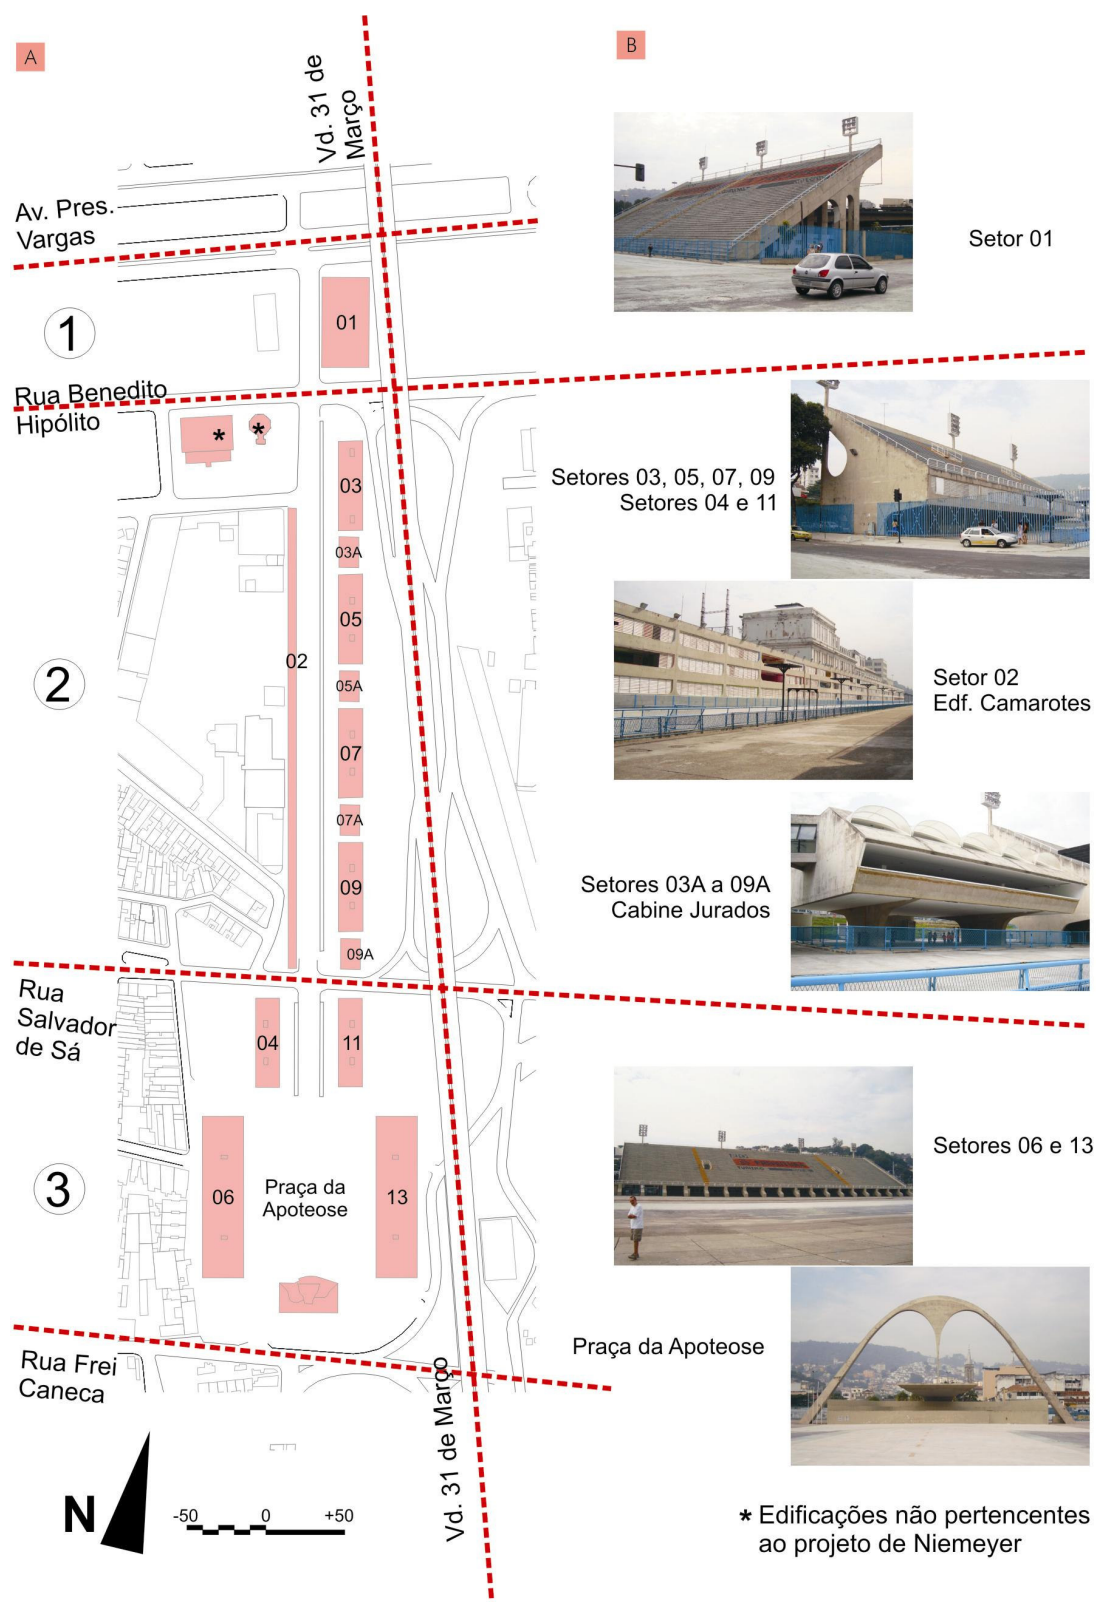 A
B
Vd. 31 de
Março
Av. Pres.
Vargas
Setor 01
1
01
Rua Benedito
Hipólito
*
*
Setores 03, 05, 07, 09
Setores 04 e 11
03
03A
05
02
2
05A
Setor 02
Edf. Camarotes
07
07A
09
Setores 03A a 09A
Cabine Jurados
09A
Rua
Salvador
de Sá
04
11
Setores 06 e 13
3
06
Praça da
Apoteose
13
Praça da Apoteose
Rua Frei
Caneca
Vd. 31 de Março
N
-50
0
+50
* Edificações não pertencentes
ao projeto de Niemeyer